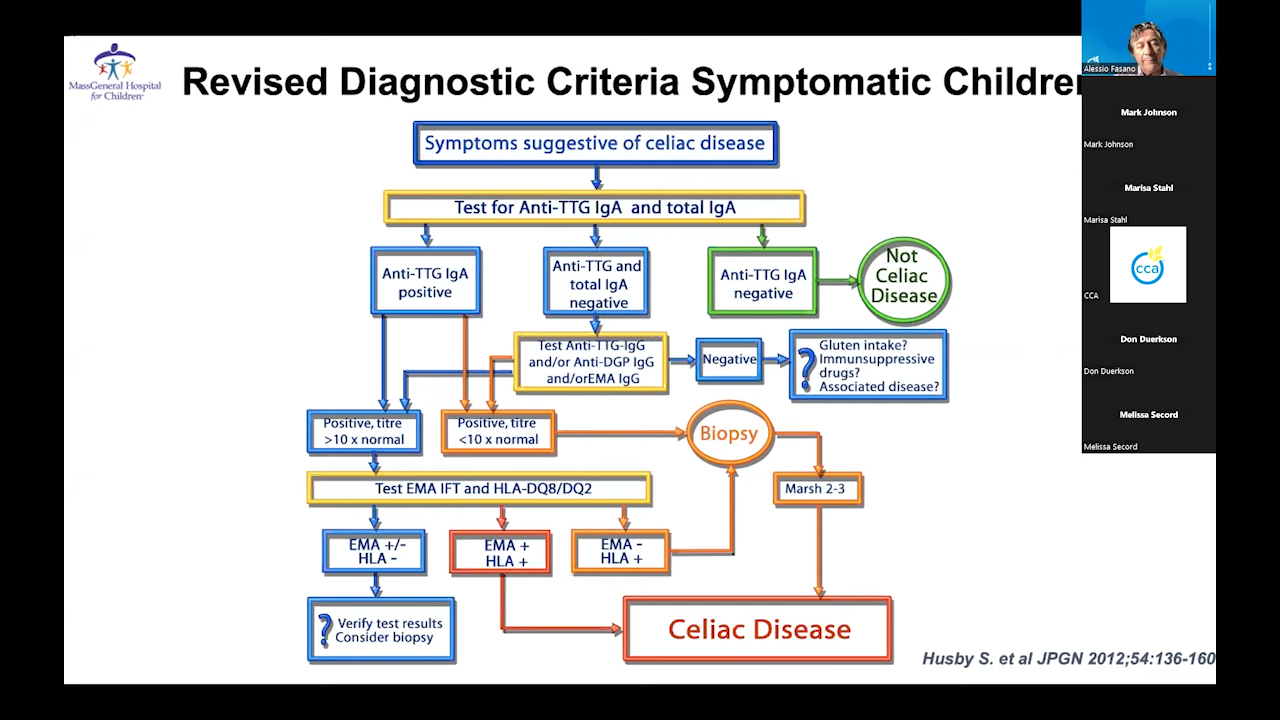 MassGeneral Hospital
for Children
Revised Diagnostic Criteria Symptomatic Children
Symptoms suggestive of celiac disease
Test for Anti-TTG IgA and total IgA
Anti-TTG IgA
positive
Anti-TTG and
total IgA
negative
Anti-TTG IgA
negative
Not
Celiac
Disease
Test Anti-TTG-IgG
and/or Anti-DGP IgG
and/orEMA IgG
Negative
?
Gluten intake?
Immunsuppressive
drugs?
Associated disease?
Positive, titre
>10 x normal
Positive, titre
<10 x normal
Biopsy
Marsh 2-3
Test EMA IFT and HLA-DQ8/DQ2
EMA +/-
HLA -
EMA +
HLA +
EMA -
HLA +
?
Verify test results
Consider biopsy
Celiac Disease
Husby S. et al JPGN 2012;54:136-160
Alessio Fasano
Mark Johnson
Mark Johnson
Marisa Stahl
Marisa Stahl
cca
CCA
Don Duerkson
Don Duerkson
Melissa Secord
Melissa Secord